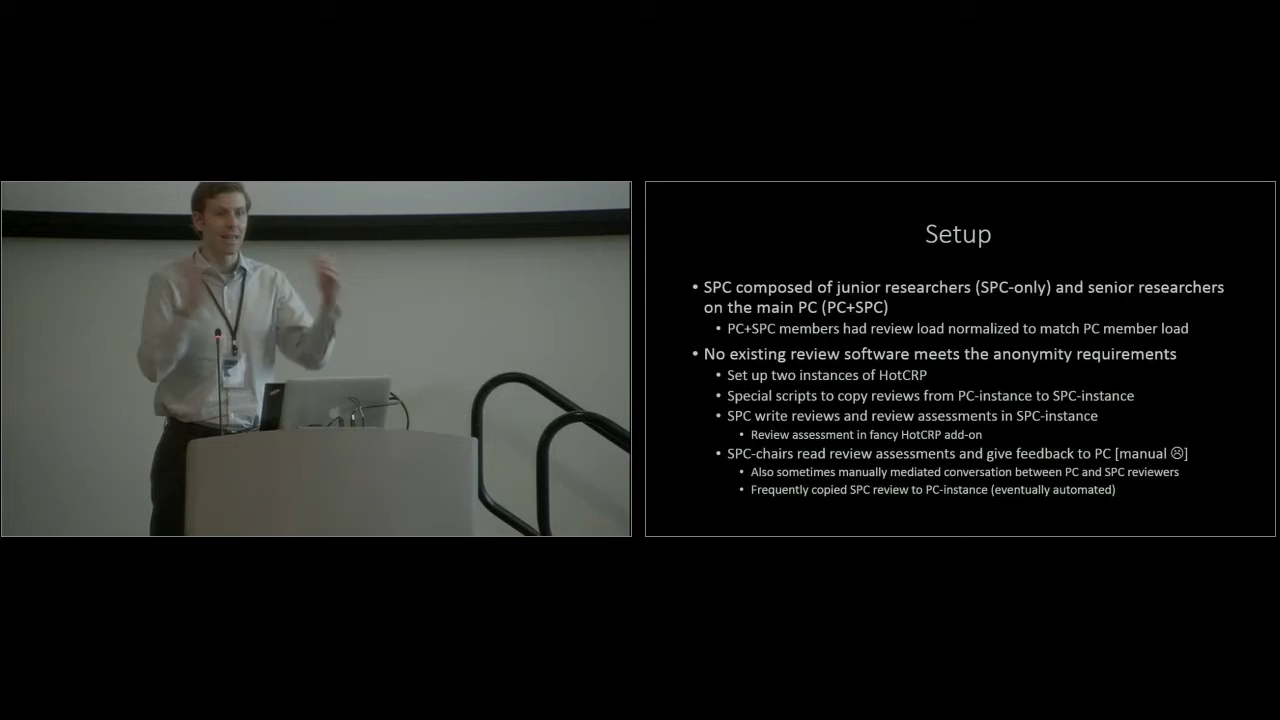 Setup
• SPC composed of junior researchers (SPC-only) and senior researchers
on the main PC (PC+SPC)
• PC+SPC members had review load normalized to match PC member load
• No existing review software meets the anonymity requirements
• Set up two instances of HotCRP
• Special scripts to copy reviews from PC-instance to SPC-instance
• SPC write reviews and review assessments in SPC-instance
• Review assessment in fancy HotCRP add-on
• SPC-chairs read review assessments and give feedback to PC [manual ☹]
• Also sometimes manually mediated conversation between PC and SPC reviewers
• Frequently copied SPC review to PC-instance (eventually automated)